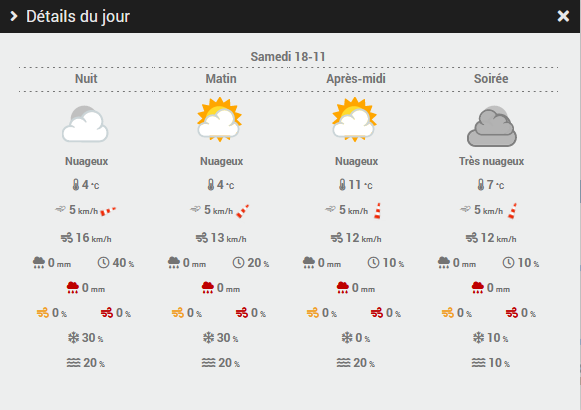 Détails du jour
Samedi 18-11
Nuit Matin Après-midi Soirée
Nuageux Nuageux Nuageux Très nuageux
4 °C 4 °C 11 °C 7 °C
5 km/h 5 km/h 5 km/h 5 km/h
16 km/h 13 km/h 12 km/h 12 km/h
0 mm 40 % 0 mm 20 % 0 mm 10 % 0 mm 10 %
0 mm 0 mm 0 mm 0 mm
0 % 0 % 0 % 0 % 0 % 0 % 0 % 0 %
30 % 30 % 0 % 10 %
20 % 20 % 20 % 10 %